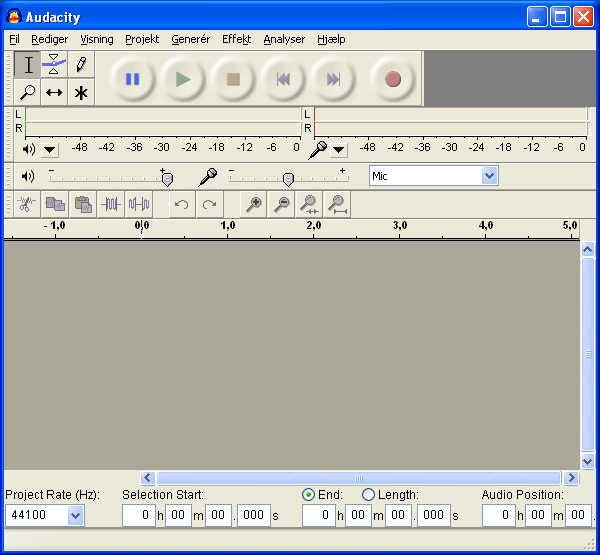 Audacity
Fil Rediger Visning Projekt Generér Effekt Analyser Hjælp
L L
R R
-48 -42 -36 -30 -24 -18 -12 -6 0 -48 -42 -36 -30 -24 -18 -12 -6 0
- + - + Mic
- 1,0 0,0 1,0 2,0 3,0 4,0 5,0
Project Rate (Hz): Selection Start: End: Length: Audio Position:
44100 0 h 00 m 00 . 000 s 0 h 00 m 00 . 000 s 0 h 00 m 00 .